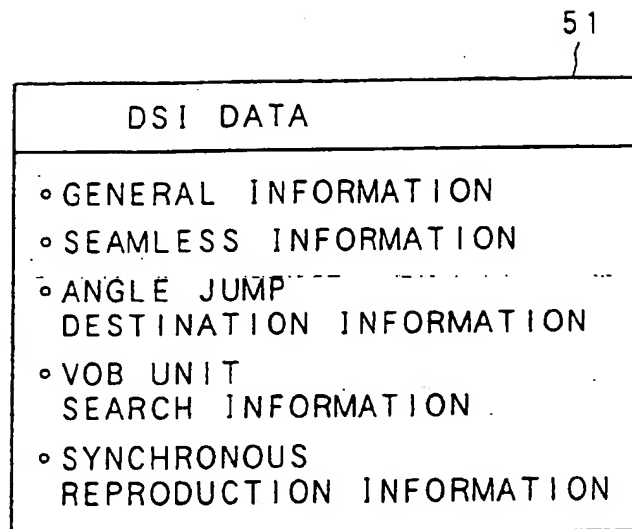 51
DSI DATA
∘GENERAL INFORMATION
∘SEAMLESS INFORMATION
∘ANGLE JUMP
DESTINATION INFORMATION
∘VOB UNIT
SEARCH INFORMATION
∘SYNCHRONOUS
REPRODUCTION INFORMATION